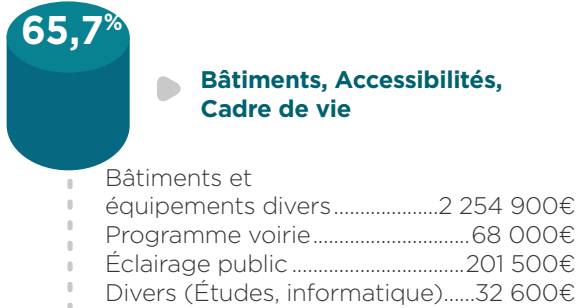 65,7%
Bâtiments, Accessibilités,
Cadre de vie
Bâtiments et
équipements divers....................2 254 900€
Programme voirie..............................68 000€
Éclairage public .................................201 500€
Divers (Études, informatique)......32 600€